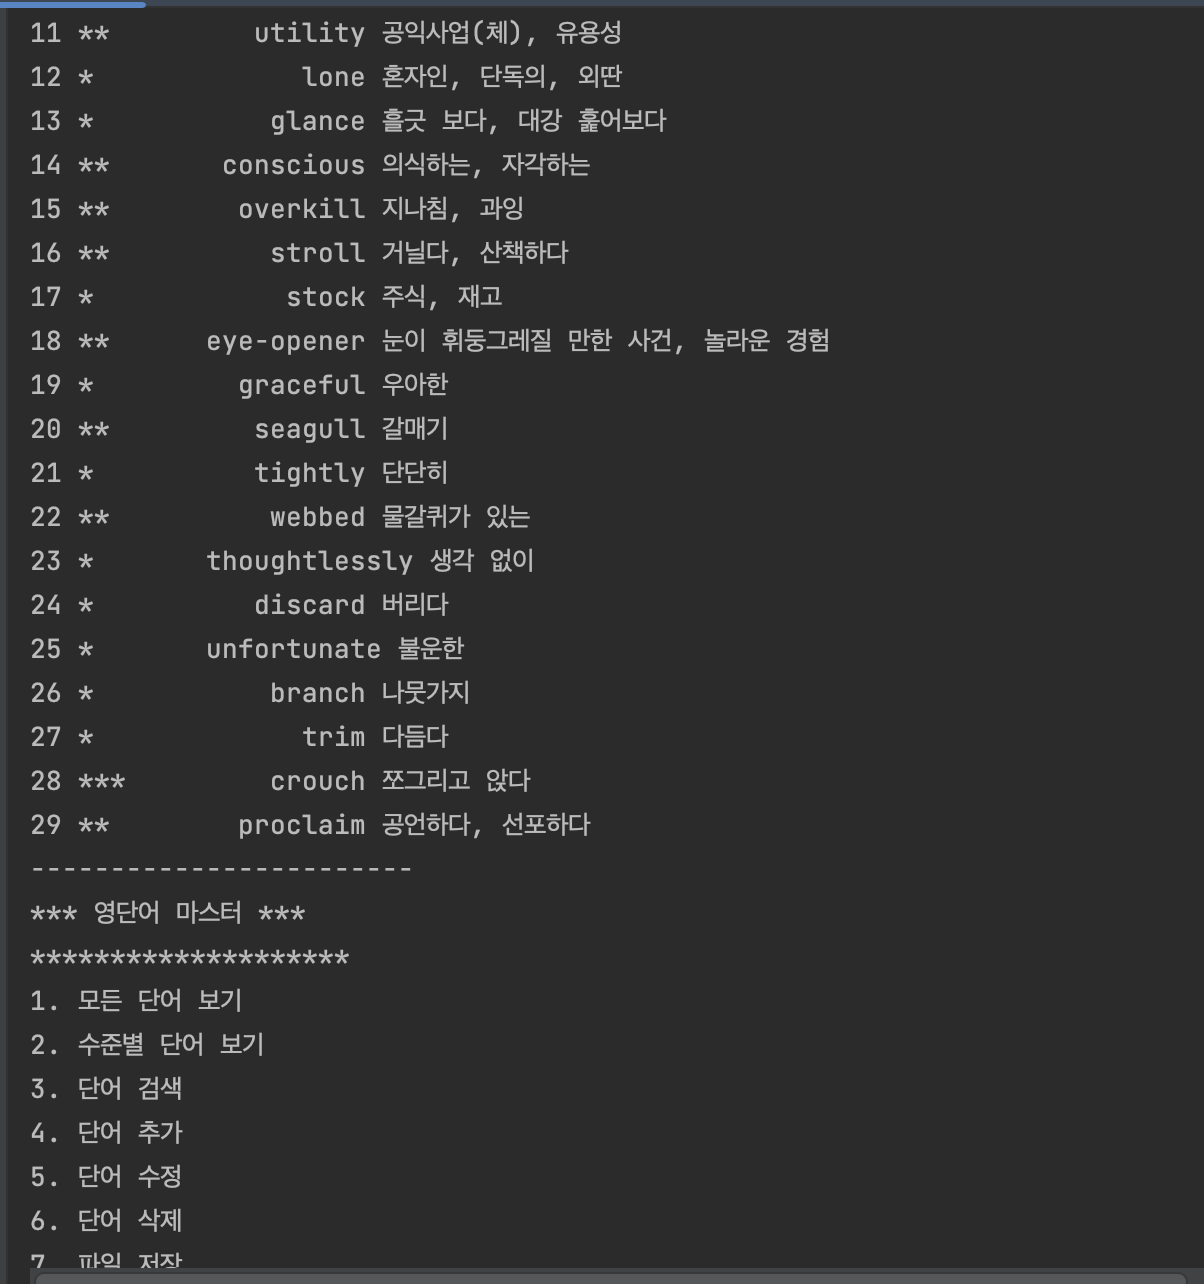 11 ** utility 공익사업(체), 유용성
12 * lone 혼자인, 단독의, 외딴
13 * glance 흘긋 보다, 대강 훑어보다
14 ** conscious 의식하는, 자각하는
15 ** overkill 지나침, 과잉
16 ** stroll 거닐다, 산책하다
17 * stock 주식, 재고
18 ** eye-opener 눈이 휘둥그레질 만한 사건, 놀라운 경험
19 * graceful 우아한
20 ** seagull 갈매기
21 * tightly 단단히
22 ** webbed 물갈퀴가 있는
23 * thoughtlessly 생각 없이
24 * discard 버리다
25 * unfortunate 불운한
26 * branch 나뭇가지
27 * trim 다듬다
28 *** crouch 쪼그리고 앉다
29 ** proclaim 공언하다, 선포하다
------------------------
*** 영단어 마스터 ***
********************
1. 모든 단어 보기
2. 수준별 단어 보기
3. 단어 검색
4. 단어 추가
5. 단어 수정
6. 단어 삭제
7. 파일 저장